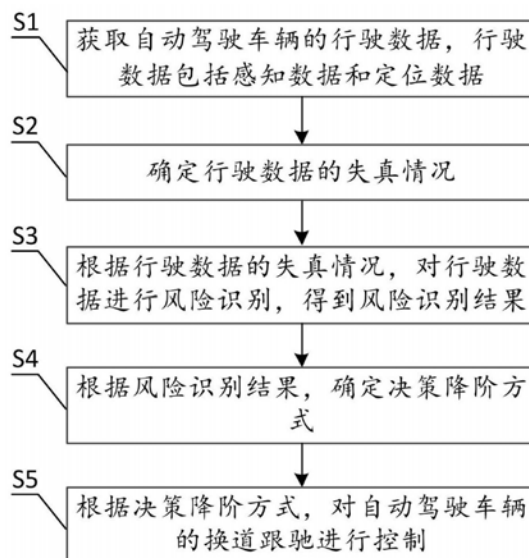 S1
获取自动驾驶车辆的行驶数据，行驶
数据包括感知数据和定位数据
S2
确定行驶数据的失真情况
S3
根据行驶数据的失真情况，对行驶数
据进行风险识别，得到风险识别结果
S4
根据风险识别结果，确定决策降阶方
式
S5
根据决策降阶方式，对自动驾驶车辆
的换道跟驰进行控制